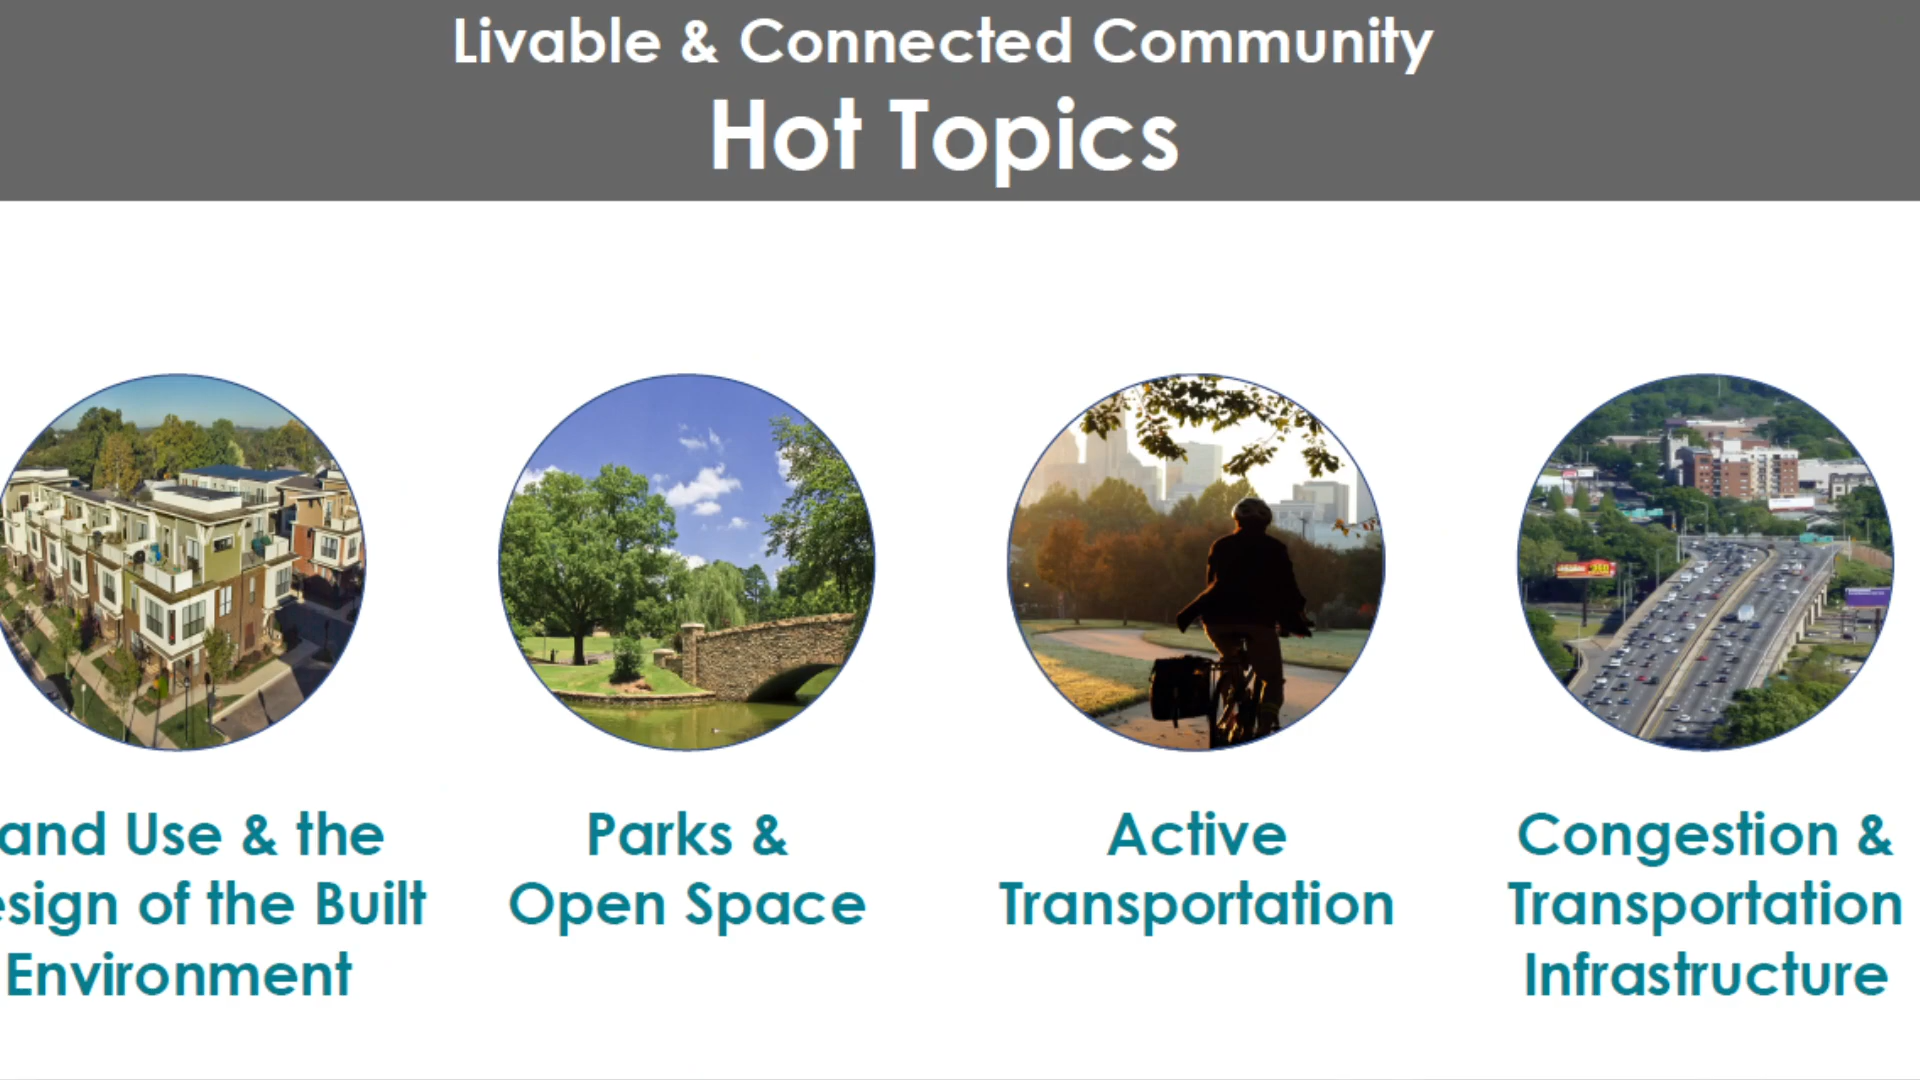 Livable & Connected Community
Hot Topics
and Use & the
esign of the Built
Environment
Parks &
Open Space
Active
Transportation
Congestion &
Transportation
Infrastructure